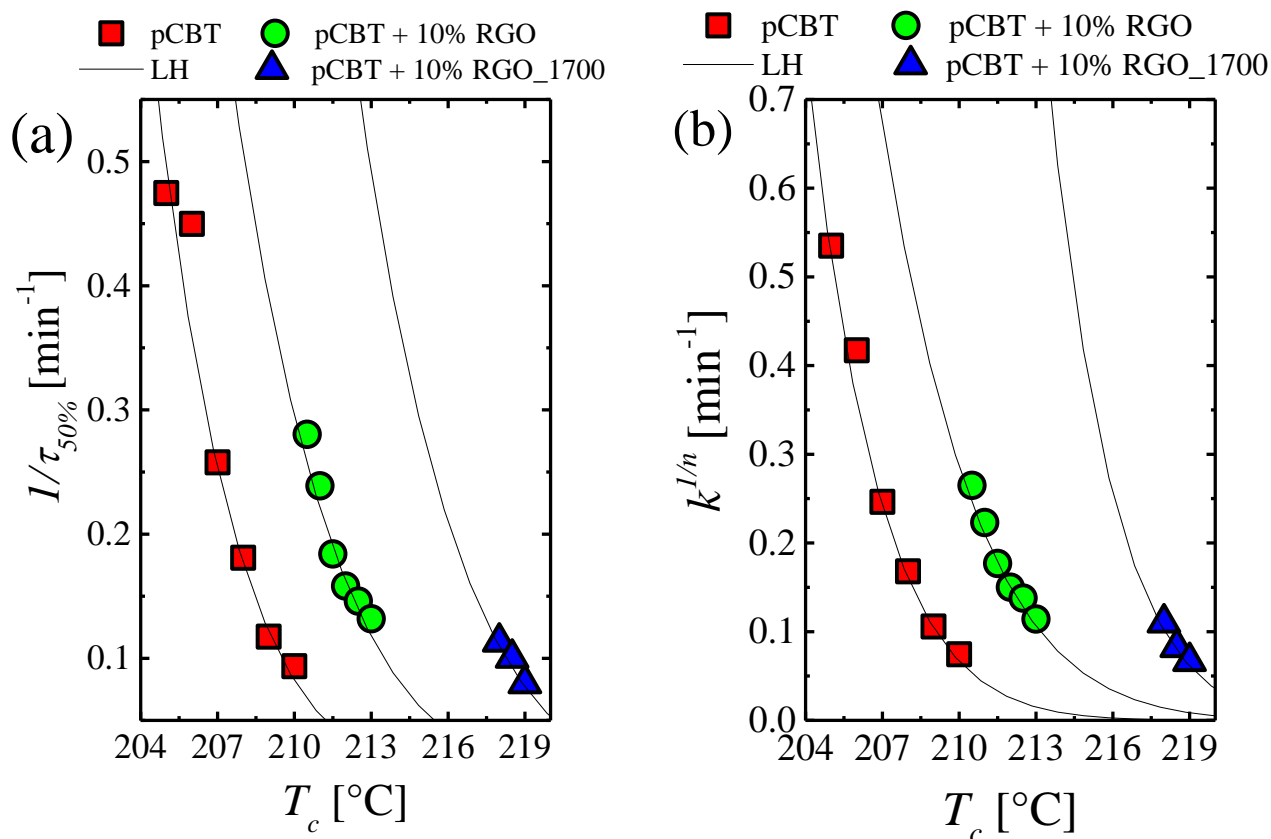 pCBT
pCBT + 10% RGO
LH
pCBT + 10% RGO_1700
(a)
0.5
0.4
0.3
0.2
0.1
1/τ50% [min-1]
204 207 210 213 216 219
Tc [°C]
pCBT
pCBT + 10% RGO
LH
pCBT + 10% RGO_1700
(b)
0.7
0.6
0.5
0.4
0.3
0.2
0.1
0.0
k1/n [min-1]
204 207 210 213 216 219
Tc [°C]